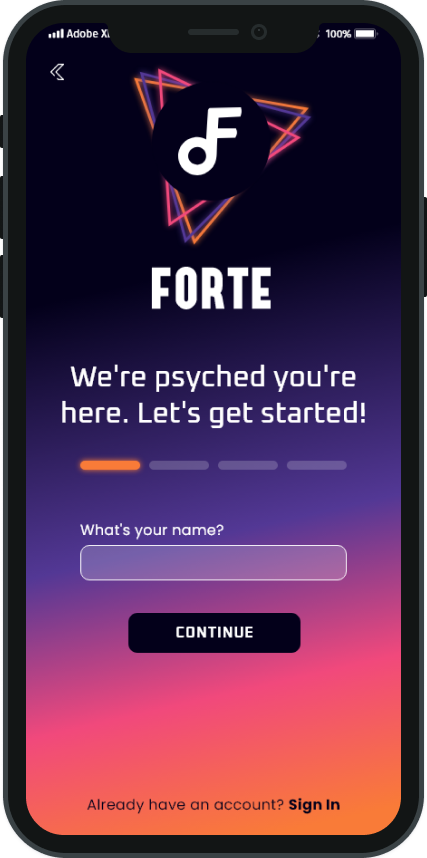 Adobe
100%
FORTE
We're psyched you're
here. Let's get started!
What's your name?
CONTINUE
Already have an account? Sign In